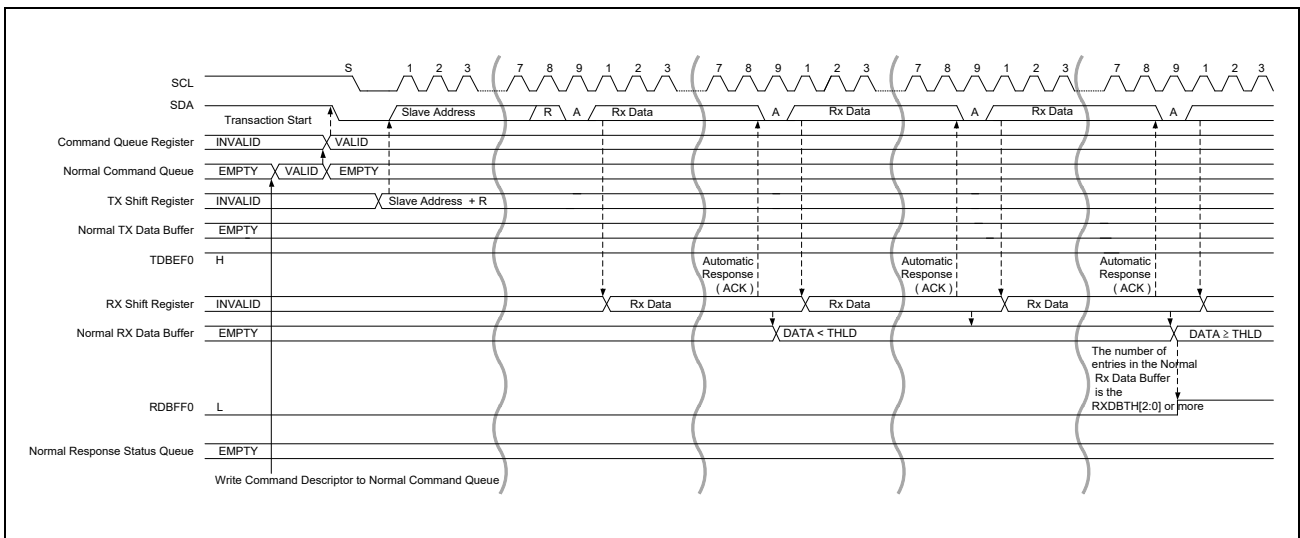 S 1 2 3 7 8 9 1 2 3 7 8 9 1 2 3 7 8 9 1 2 3 7 8 9 1 2 3
SCL
SDA
Transaction Start Slave Address R A Rx Data A Rx Data A Rx Data A
Command Queue Register INVALID VALID
Normal Command Queue EMPTY VALID EMPTY
TX Shift Register INVALID Slave Address + R
Normal TX Data Buffer EMPTY
TDBEF0 H
Automatic Response ( ACK )
Automatic Response ( ACK )
Automatic Response ( ACK )
RX Shift Register INVALID Rx Data Rx Data Rx Data
Normal RX Data Buffer EMPTY DATA < THLD DATA ≥ THLD
The number of
entries in the Normal
Rx Data Buffer
is the
RXDBTH[2:0] or more
RDBFF0 L
Normal Response Status Queue EMPTY
Write Command Descriptor to Normal Command Queue